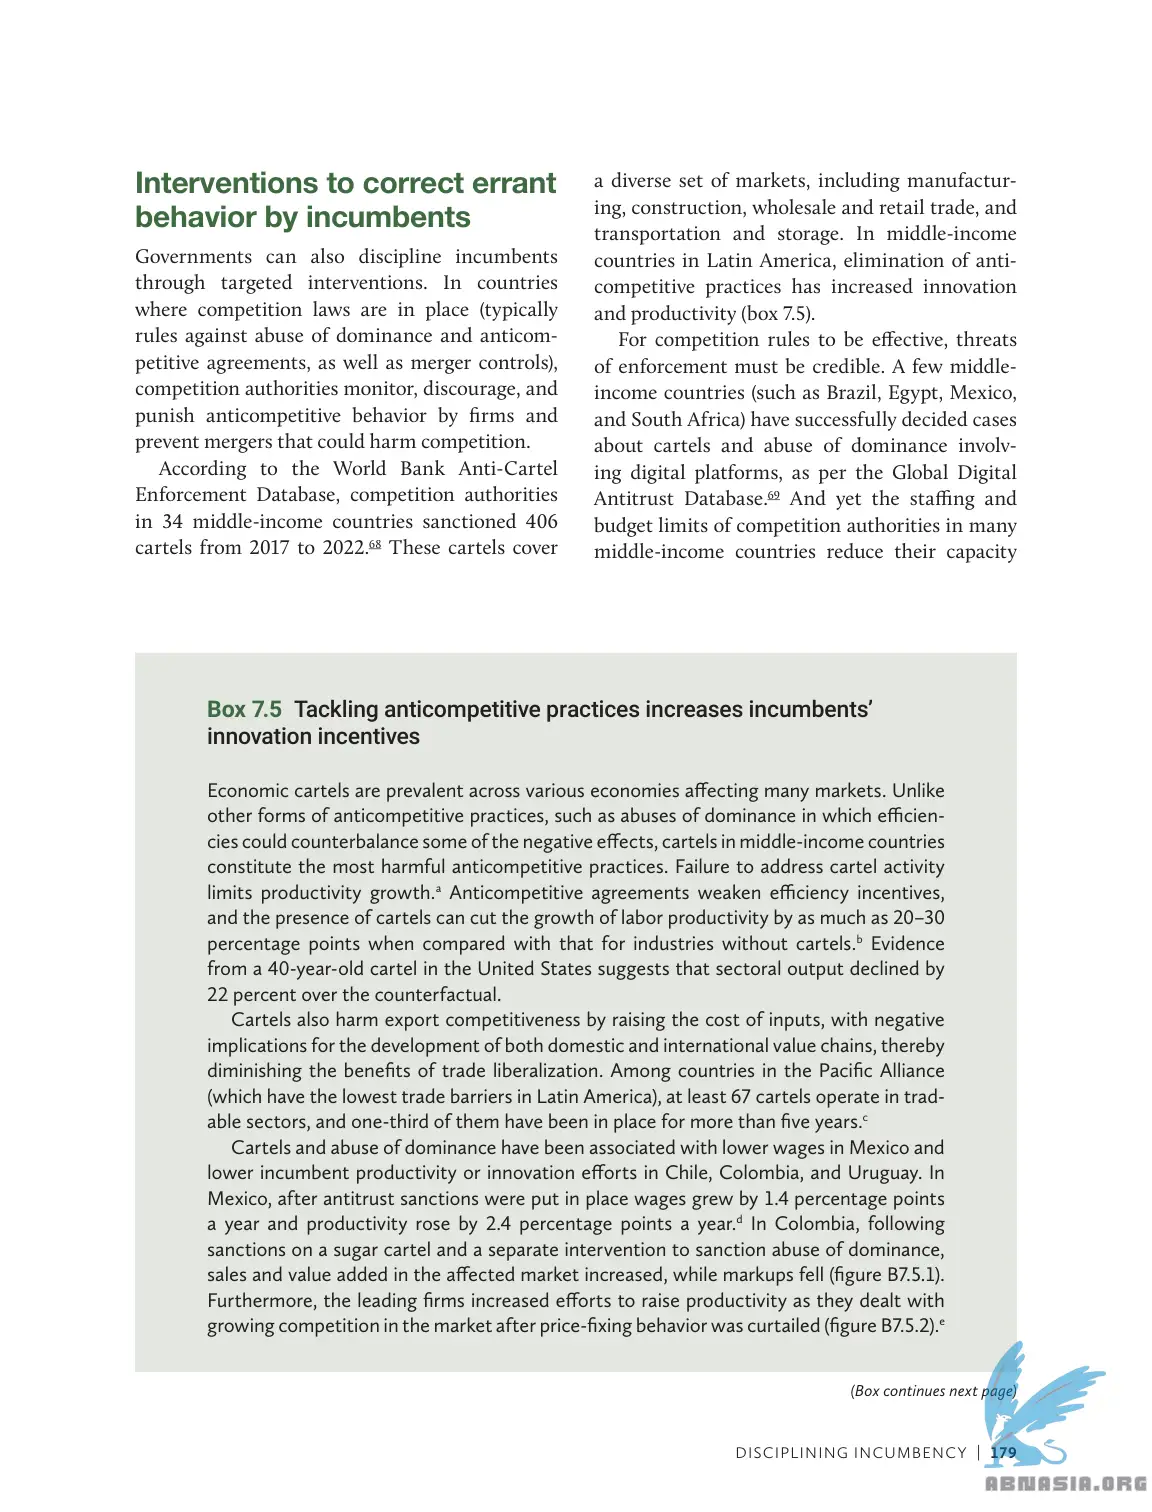 Interventions to correct errant
behavior by incumbents
Governments can also discipline incumbents
through targeted interventions. In countries
where competition laws are in place (typically
rules against abuse of dominance and anticom-
petitive agreements, as well as merger controls),
competition authorities monitor, discourage, and
punish anticompetitive behavior by firms and
prevent mergers that could harm competition.
According to the World Bank Anti-Cartel
Enforcement Database, competition authorities
in 34 middle-income countries sanctioned 406
cartels from 2017 to 2022.68 These cartels cover
a diverse set of markets, including manufactur-
ing, construction, wholesale and retail trade, and
transportation and storage. In middle-income
countries in Latin America, elimination of anti-
competitive practices has increased innovation
and productivity (box 7.5).
For competition rules to be effective, threats
of enforcement must be credible. A few middle-
income countries (such as Brazil, Egypt, Mexico,
and South Africa) have successfully decided cases
about cartels and abuse of dominance involv-
ing digital platforms, as per the Global Digital
Antitrust Database.69 And yet the staffing and
budget limits of competition authorities in many
middle-income countries reduce their capacity
Box 7.5 Tackling anticompetitive practices increases incumbents’
innovation incentives
Economic cartels are prevalent across various economies affecting many markets. Unlike
other forms of anticompetitive practices, such as abuses of dominance in which efficien-
cies could counterbalance some of the negative effects, cartels in middle-income countries
constitute the most harmful anticompetitive practices. Failure to address cartel activity
limits productivity growth.a Anticompetitive agreements weaken efficiency incentives,
and the presence of cartels can cut the growth of labor productivity by as much as 20–30
percentage points when compared with that for industries without cartels.b Evidence
from a 40-year-old cartel in the United States suggests that sectoral output declined by
22 percent over the counterfactual.
Cartels also harm export competitiveness by raising the cost of inputs, with negative
implications for the development of both domestic and international value chains, thereby
diminishing the benefits of trade liberalization. Among countries in the Pacific Alliance
(which have the lowest trade barriers in Latin America), at least 67 cartels operate in trad-
able sectors, and one-third of them have been in place for more than five years.c
Cartels and abuse of dominance have been associated with lower wages in Mexico and
lower incumbent productivity or innovation efforts in Chile, Colombia, and Uruguay. In
Mexico, after antitrust sanctions were put in place wages grew by 1.4 percentage points
a year and productivity rose by 2.4 percentage points a year.d In Colombia, following
sanctions on a sugar cartel and a separate intervention to sanction abuse of dominance,
sales and value added in the affected market increased, while markups fell (figure B7.5.1).
Furthermore, the leading firms increased efforts to raise productivity as they dealt with
growing competition in the market after price-fixing behavior was curtailed (figure B7.5.2).e
(Box continues next page)
DISCIPLINING INCUMBENCY | 179
ABNASIA.ORG